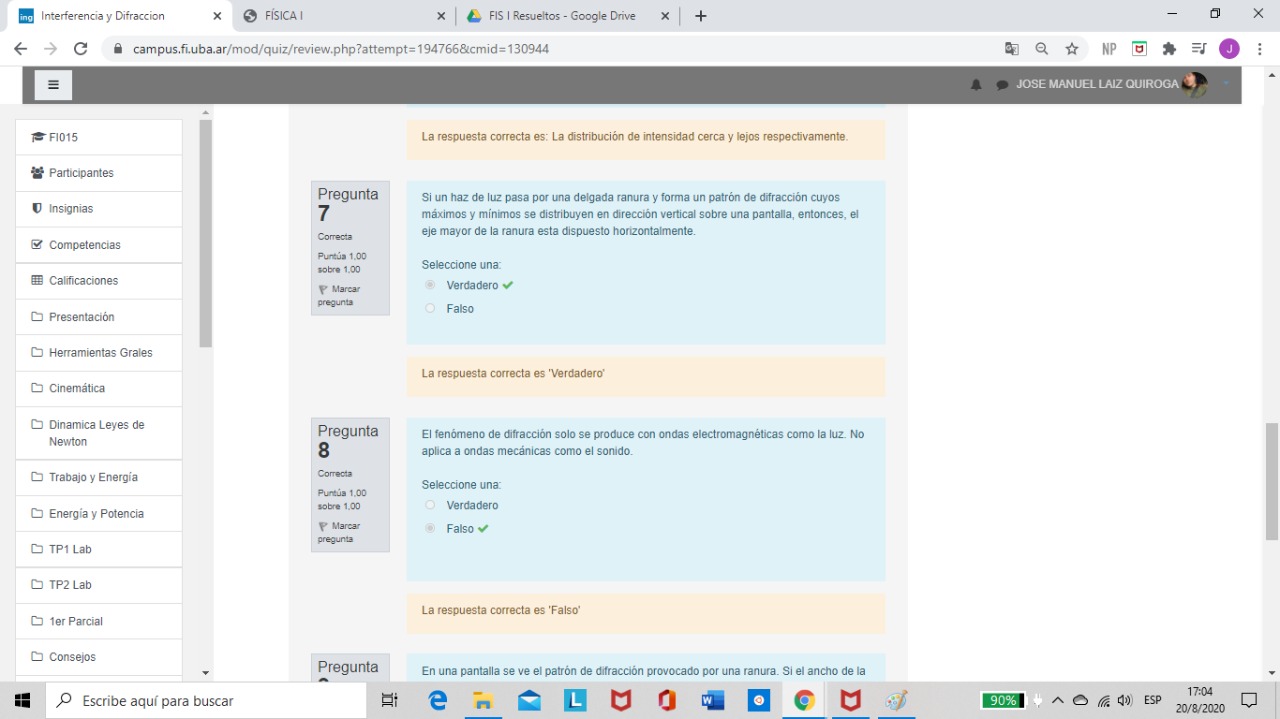 Interferencia y Difraccion
FÍSICA I
FIS I Resueltos - Google Drive
campus.fi.uba.ar/mod/quiz/review.php?attempt=194766&cmid=130944
NP
J
JOSE MANUEL LAIZ QUIROGA
FI015
Participantes
Insignias
Competencias
Calificaciones
Presentación
Herramientas Grales
Cinemática
Dinamica Leyes de
Newton
Trabajo y Energía
Energía y Potencia
TP1 Lab
TP2 Lab
1er Parcial
Consejos
La respuesta correcta es: La distribución de intensidad cerca y lejos respectivamente.
Pregunta
7
Correcta
Puntúa 1,00
sobre 1,00
Marcar
pregunta
Si un haz de luz pasa por una delgada ranura y forma un patrón de difracción cuyos
máximos y mínimos se distribuyen en dirección vertical sobre una pantalla, entonces, el
eje mayor de la ranura esta dispuesto horizontalmente.
Seleccione una:
Verdadero
Falso
La respuesta correcta es 'Verdadero'
Pregunta
8
Correcta
Puntúa 1,00
sobre 1,00
Marcar
pregunta
El fenómeno de difracción solo se produce con ondas electromagnéticas como la luz. No
aplica a ondas mecánicas como el sonido.
Seleccione una:
Verdadero
Falso
La respuesta correcta es 'Falso'
Pregunta
En una pantalla se ve el patrón de difracción provocado por una ranura. Si el ancho de la
Escribe aquí para buscar
90%
ESP
17:04
20/8/2020